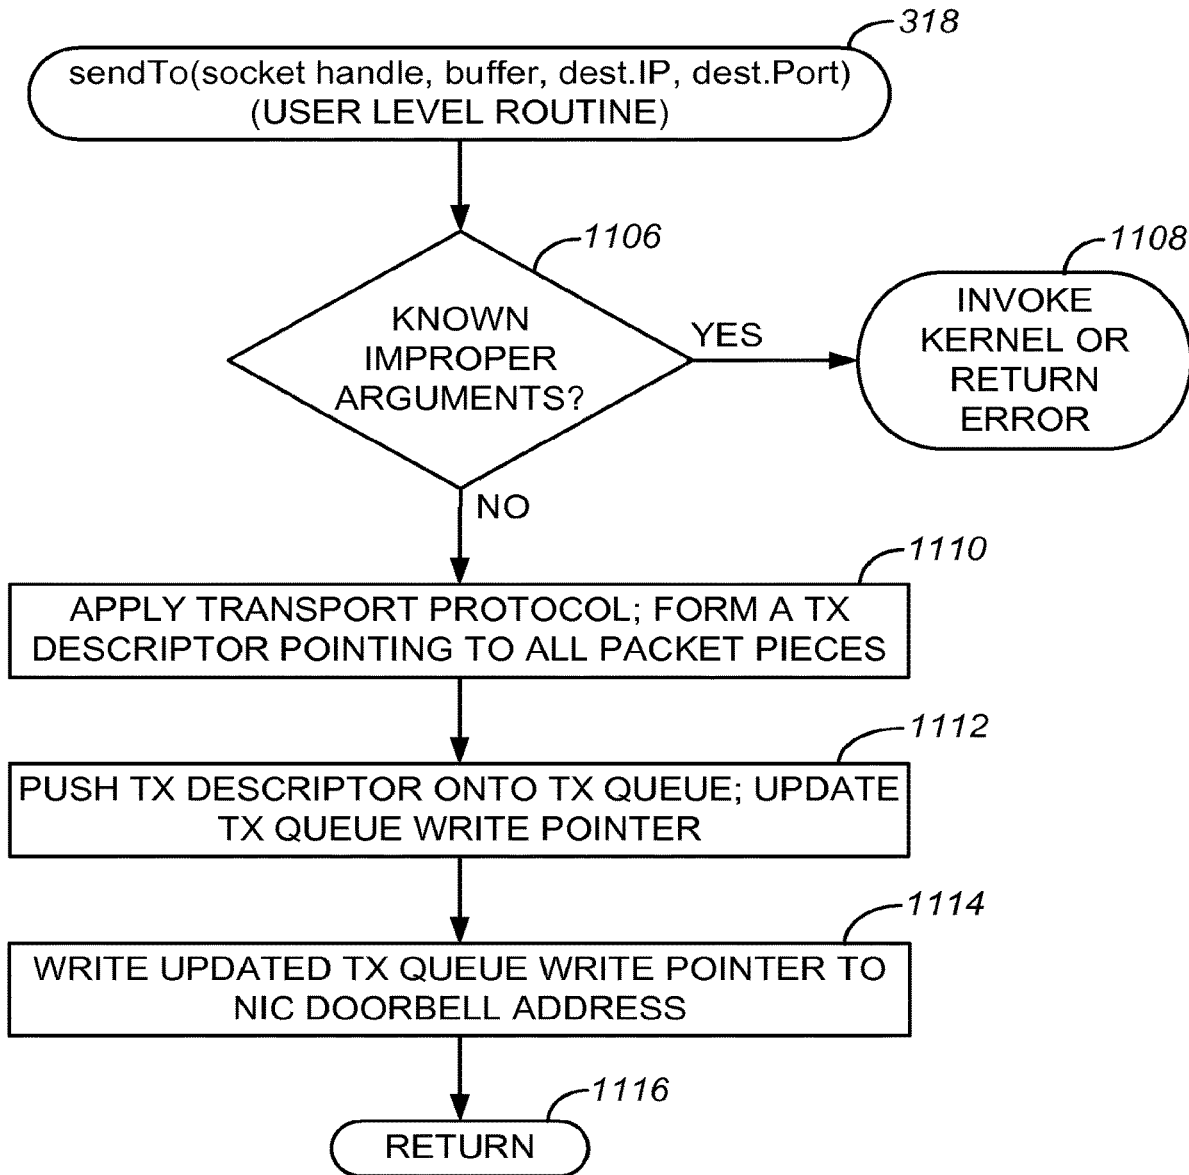 318
sendTo(socket handle, buffer, dest.IP, dest.Port)
(USER LEVEL ROUTINE)
1106
1108
KNOWN
IMPROPER
ARGUMENTS?
YES
INVOKE
KERNEL OR
RETURN
ERROR
NO
1110
APPLY TRANSPORT PROTOCOL; FORM A TX
DESCRIPTOR POINTING TO ALL PACKET PIECES
1112
PUSH TX DESCRIPTOR ONTO TX QUEUE; UPDATE
TX QUEUE WRITE POINTER
1114
WRITE UPDATED TX QUEUE WRITE POINTER TO
NIC DOORBELL ADDRESS
1116
RETURN